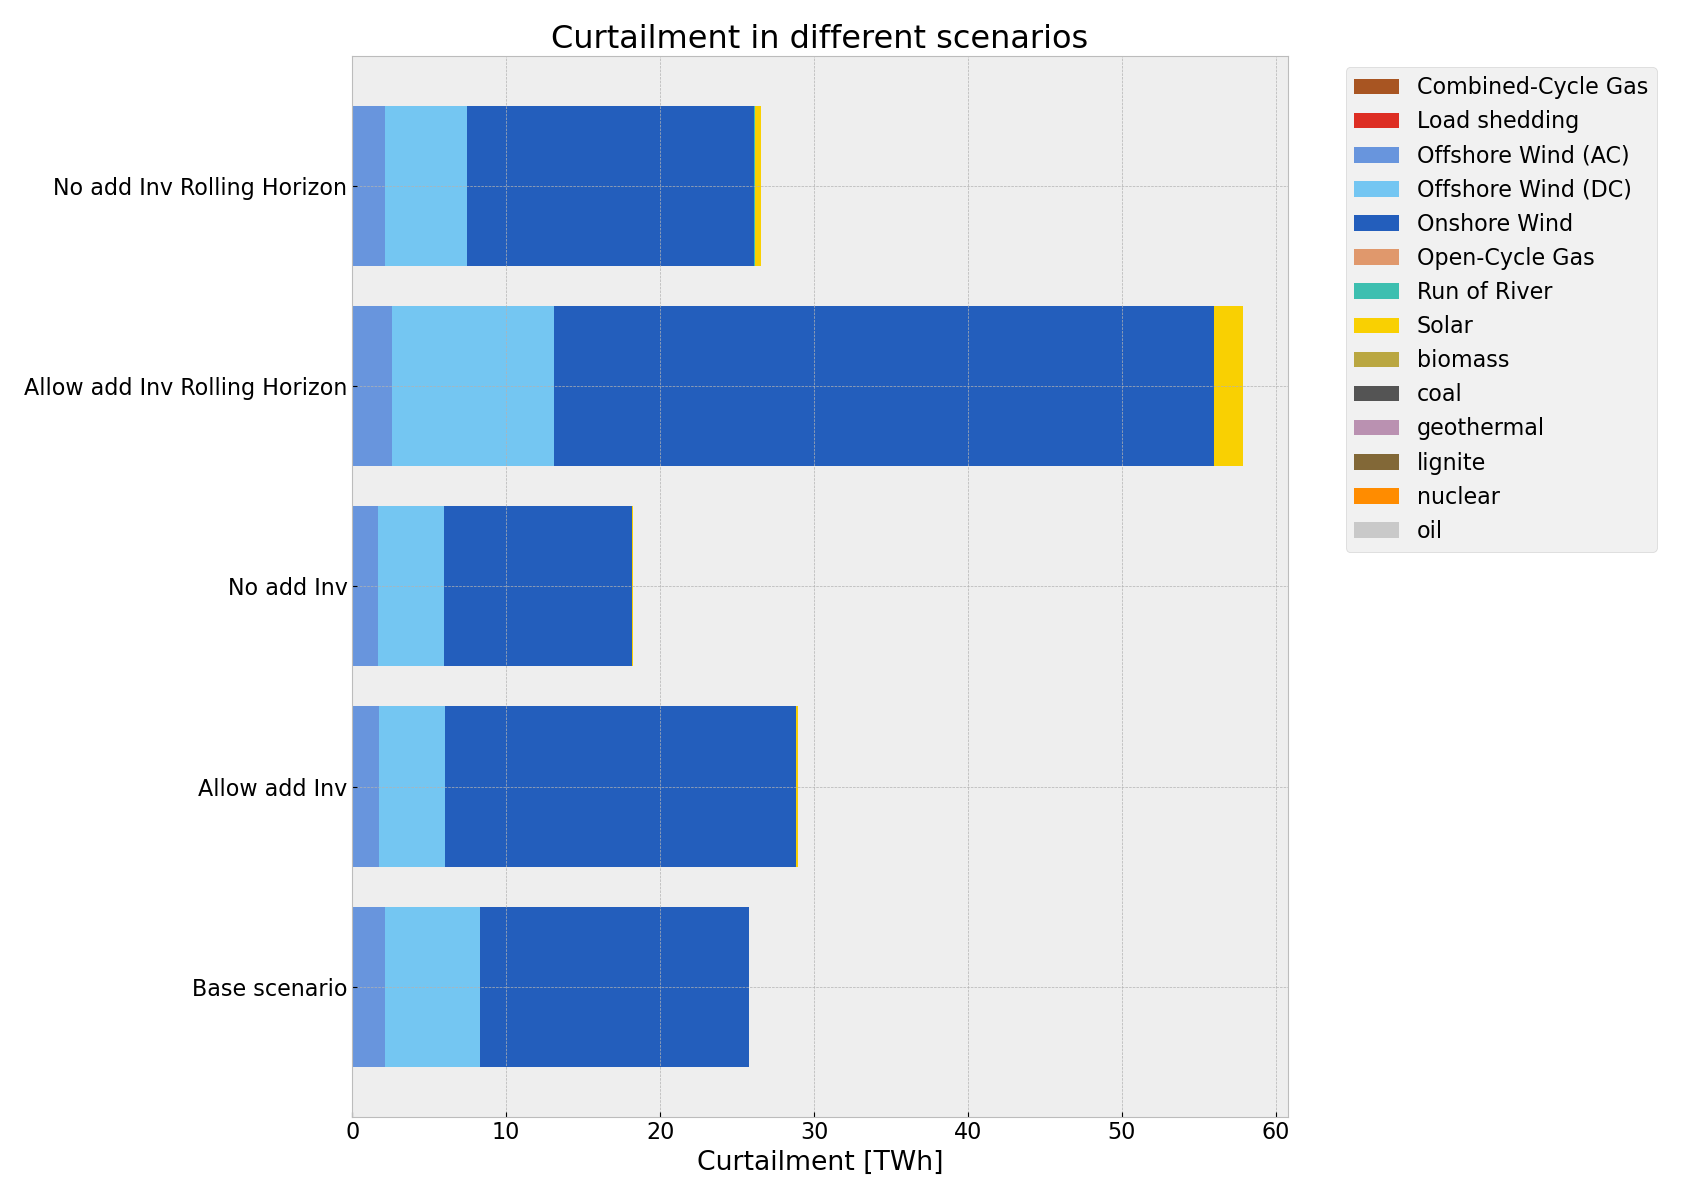 Curtailment in different scenarios
No add Inv Rolling Horizon
Allow add Inv Rolling Horizon
No add Inv
Allow add Inv
Base scenario
0 10 20 30 40 50 60
Curtailment [TWh]
Combined-Cycle Gas
Load shedding
Offshore Wind (AC)
Offshore Wind (DC)
Onshore Wind
Open-Cycle Gas
Run of River
Solar
biomass
coal
geothermal
lignite
nuclear
oil